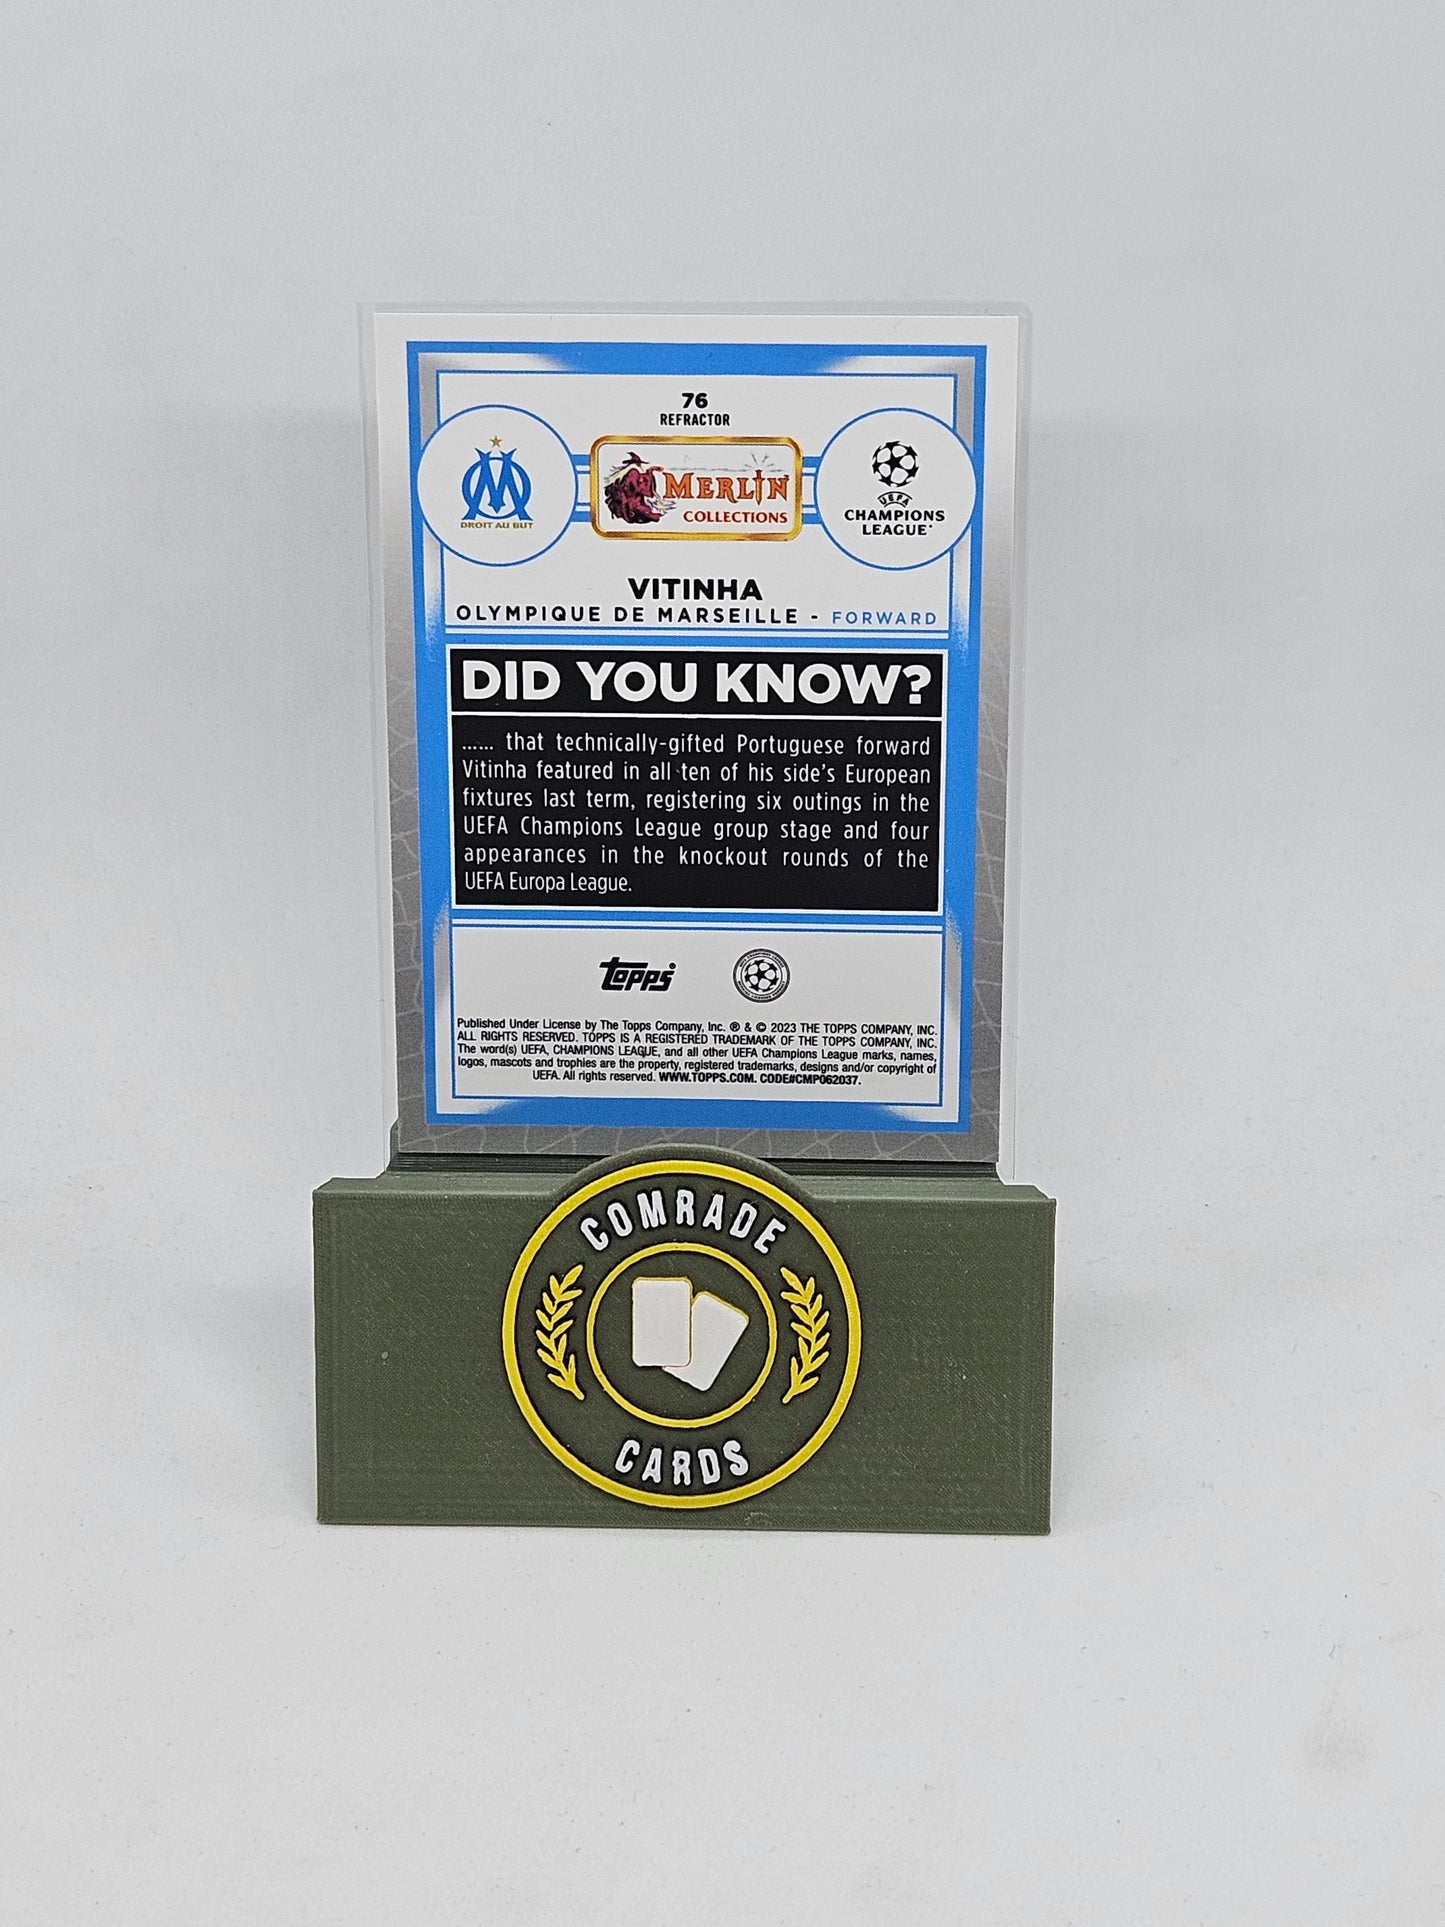 76
REFRACTOR
DROIT AU BUT
MERLIN
COLLECTIONS
UEFA
CHAMPIONS
LEAGUE
VITINHA
OLYMPIQUE DE MARSEILLE - FORWARD
DID YOU KNOW?
...... that technically-gifted Portuguese forward
Vitinha featured in all ten of his side's European
fixtures last term, registering six outings in the
UEFA Champions League group stage and four
appearances in the knockout rounds of the
UEFA Europa League.
topps®
Published Under License by The Topps Company, Inc. ® & © 2023 THE TOPPS COMPANY, INC.
ALL RIGHTS RESERVED. TOPPS IS A REGISTERED TRADEMARK OF THE TOPPS COMPANY, INC.
The word(s) UEFA, CHAMPIONS LEAGUE, and all other UEFA Champions League marks, names,
logos, mascots and trophies are the property, registered trademarks, designs and/or copyright of
UEFA. All rights reserved. WWW.TOPPS.COM. CODE#CMP062037.
COMRADE
CARDS